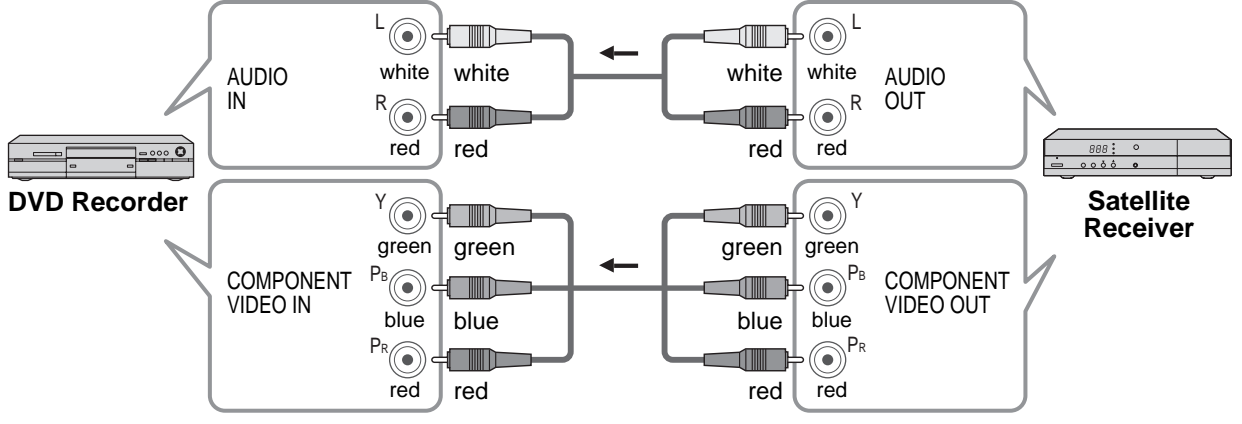 L
L
AUDIO
IN
white
white
white
white
AUDIO
OUT
R
R
red
red
red
red
888
DVD Recorder
Satellite
Receiver
Y
Y
green
green
green
green
COMPONENT
VIDEO IN
PB
PB
COMPONENT
VIDEO OUT
blue
blue
blue
blue
PR
PR
red
red
red
red